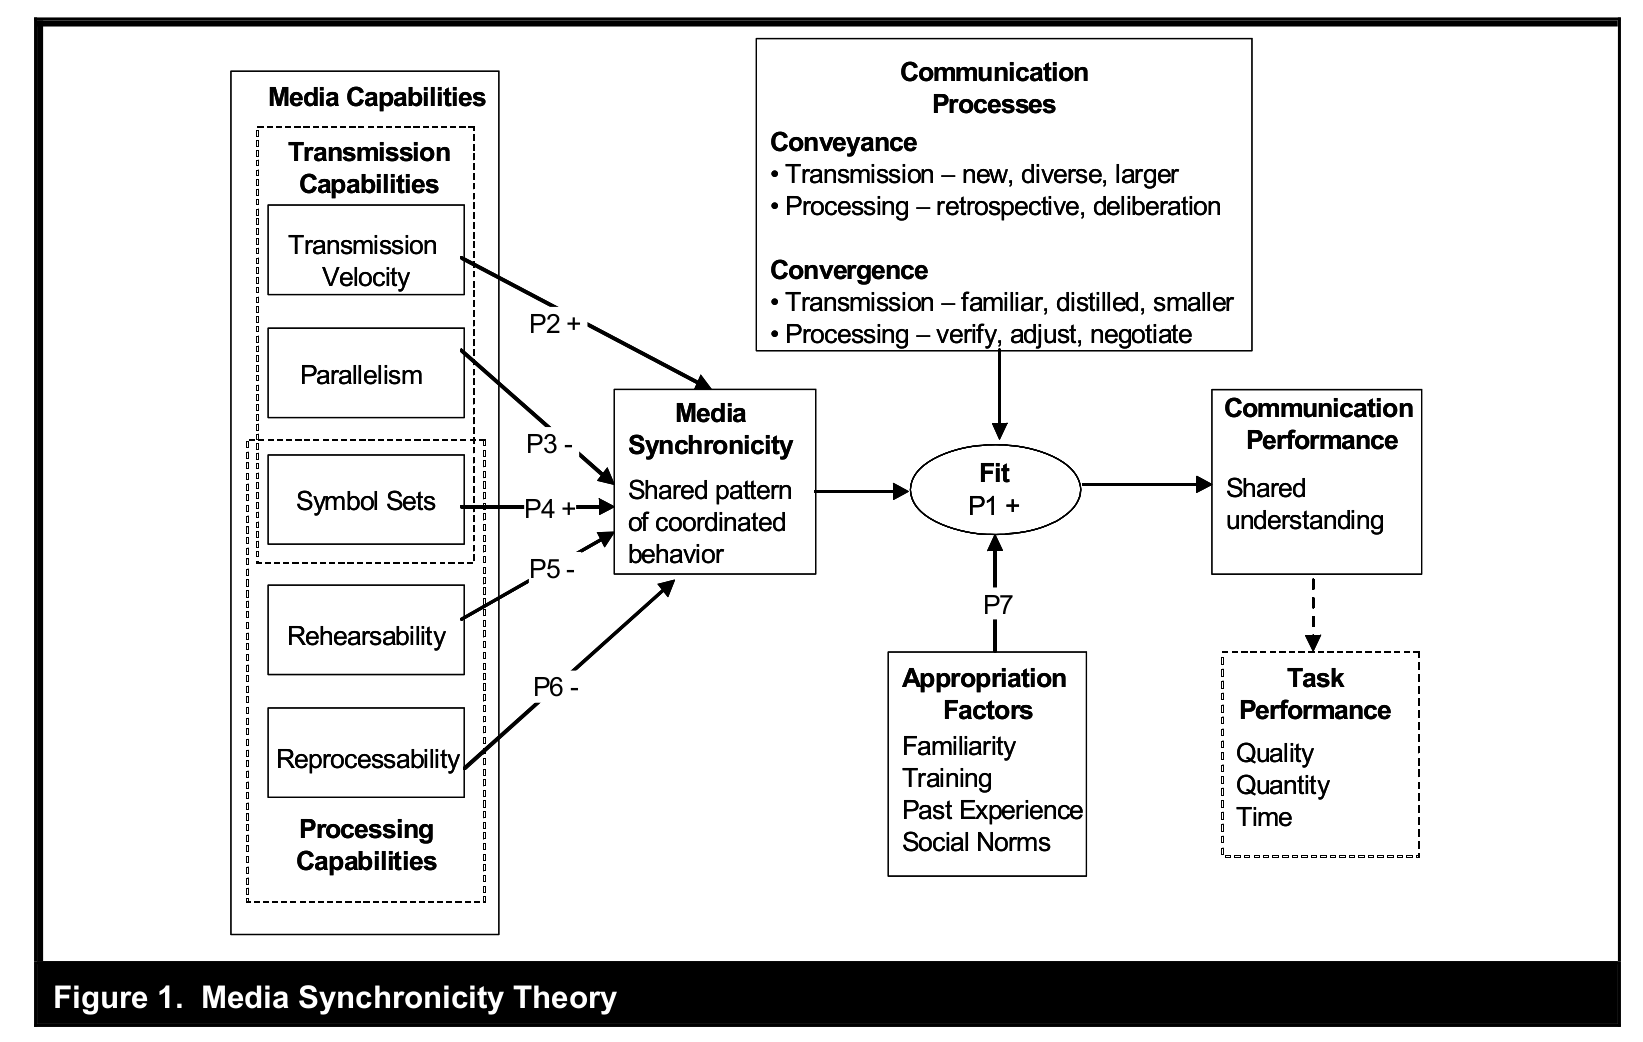 Media Capabilities
Transmission
Capabilities
Transmission
Velocity
Parallelism
Symbol Sets
Rehearsability
Reprocessability
Processing
Capabilities
P2 +
P3 -
P4 +
P5 -
P6 -
Media
Synchronicity
Shared pattern
of coordinated
behavior
Communication
Processes
Conveyance
• Transmission – new, diverse, larger
• Processing – retrospective, deliberation
Convergence
• Transmission – familiar, distilled, smaller
• Processing – verify, adjust, negotiate
Fit
P1 +
P7
Appropriation
Factors
Familiarity
Training
Past Experience
Social Norms
Communication
Performance
Shared
understanding
Task
Performance
Quality
Quantity
Time
Figure 1. Media Synchronicity Theory